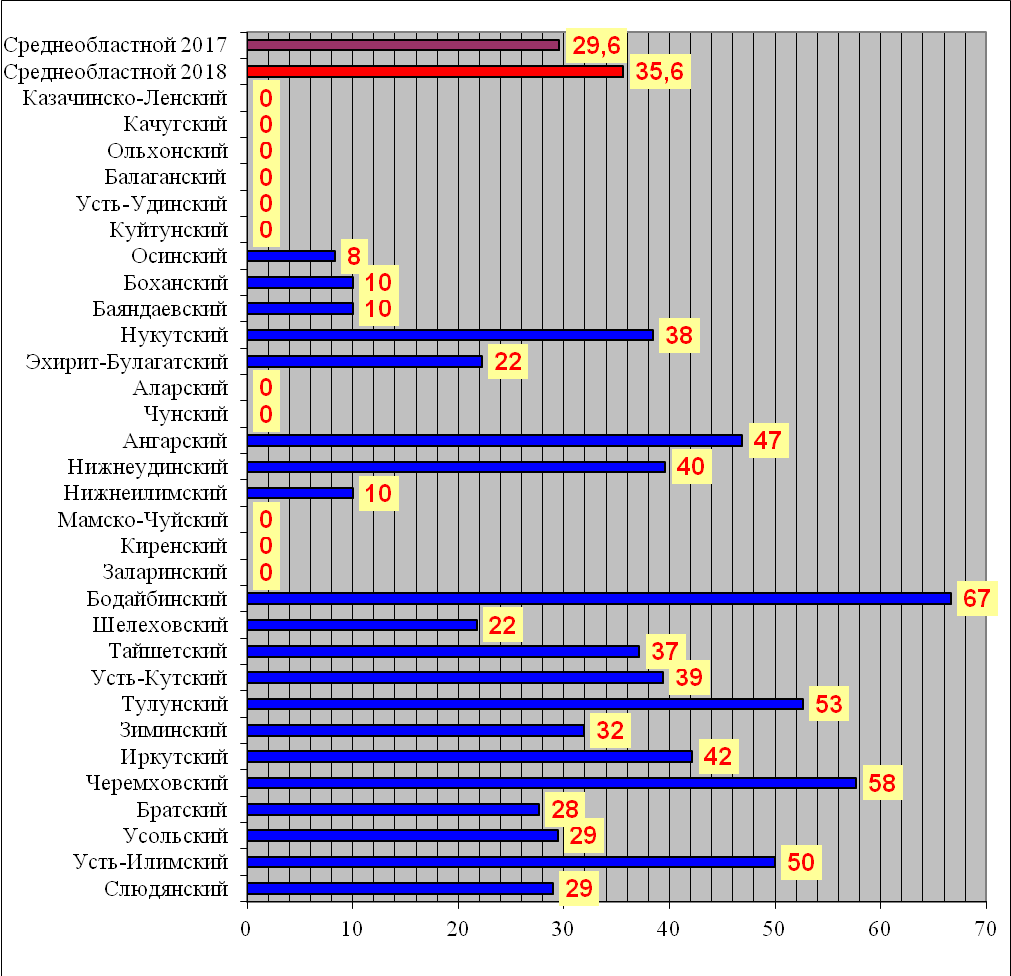 Среднеобластной 2017 29,6
Среднеобластной 2018 35,6
Казачинско-Ленский 0
Качугский 0
Ольхонский 0
Балаганский 0
Усть-Удинский 0
Куйтунский 0
Осинский 8
Боханский 10
Баяндаевский 10
Нукутский 38
Эхирит-Булагатский 22
Аларский 0
Чунский 0
Ангарский 47
Нижнеудинский 40
Нижнеилимский 10
Мамско-Чуйский 0
Киренский 0
Заларинский 0
Бодайбинский 67
Шелеховский 22
Тайшетский 37
Усть-Кутский 39
Тулунский 53
Зиминский 32
Иркутский 42
Черемховский 58
Братский 28
Усольский 29
Усть-Илимский 50
Слюдянский 29
0 10 20 30 40 50 60 70